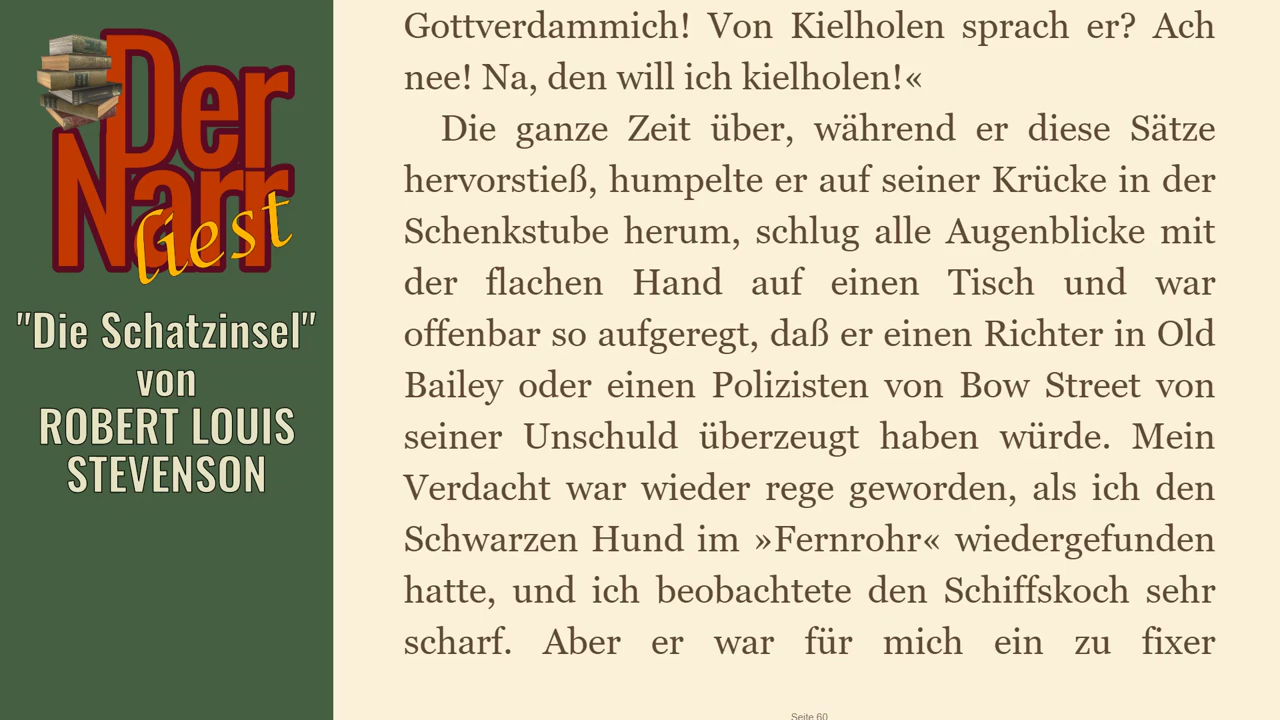 Der
Narr
liest
"Die Schatzinsel"
von
ROBERT LOUIS
STEVENSON
Gottverdammich! Von Kielholen sprach er? Ach
nee! Na, den will ich kielholen!«
Die ganze Zeit über, während er diese Sätze
hervorstieß, humpelte er auf seiner Krücke in der
Schenkstube herum, schlug alle Augenblicke mit
der flachen Hand auf einen Tisch und war
offenbar so aufgeregt, daß er einen Richter in Old
Bailey oder einen Polizisten von Bow Street von
seiner Unschuld überzeugt haben würde. Mein
Verdacht war wieder rege geworden, als ich den
Schwarzen Hund im »Fernrohr« wiedergefunden
hatte, und ich beobachtete den Schiffskoch sehr
scharf. Aber er war für mich ein zu fixer
Seite 60